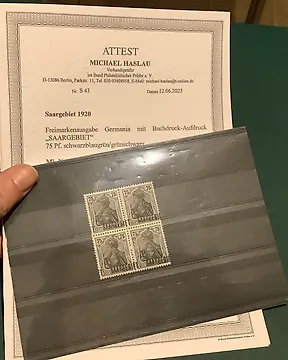 ATTEST
MICHAEL HASLAU
Verbandsprüfer
im Bund Philatelistischer Prüfer e. V.
D-13086 Berlin, Parkstr. 11, Tel. 030-92408958, E-Mail: michael-haslau@t-online.de
Nr. S 43 Datum 12.06.2023
Saargebiet 1920
Freimarkenausgabe Germania mit Buchdruck-Aufdruck
„SAARGEBIET"
75 Pf. schwarzblaugrün/grünschwarz